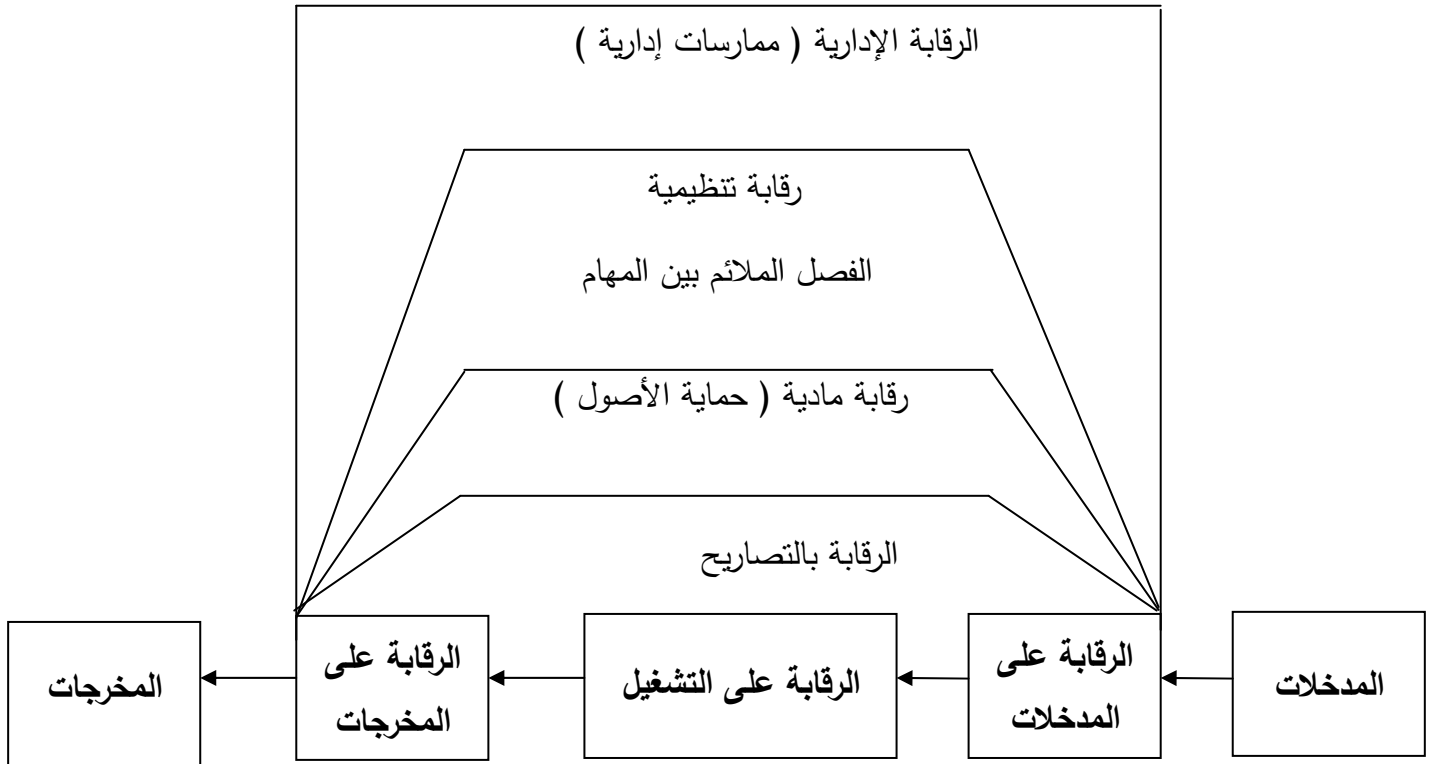 الرقابة الإدارية ( ممارسات إدارية )
رقابة تنظيمية
الفصل الملائم بين المهام
رقابة مادية ( حماية الأصول )
الرقابة بالتصاريح
المدخلات
الرقابة على
المدخلات
الرقابة على التشغيل
الرقابة على
المخرجات
المخرجات